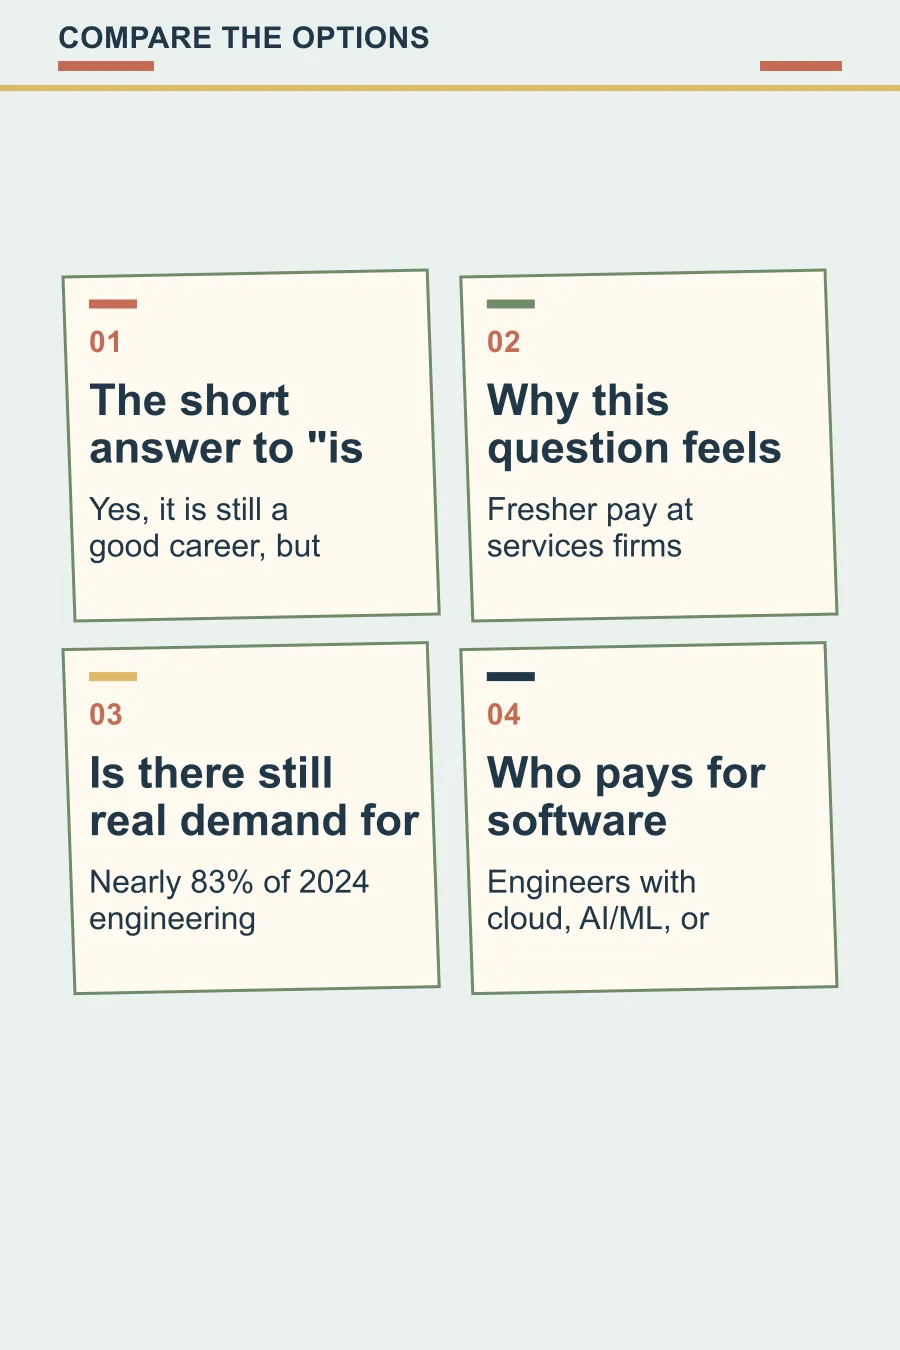 COMPARE THE OPTIONS
01
The short
answer to "is
Yes, it is still a
good career, but
02
Why this
question feels
Fresher pay at
services firms
03
Is there still
real demand for
Nearly 83% of 2024
engineering
04
Who pays for
software
Engineers with
cloud, AI/ML, or